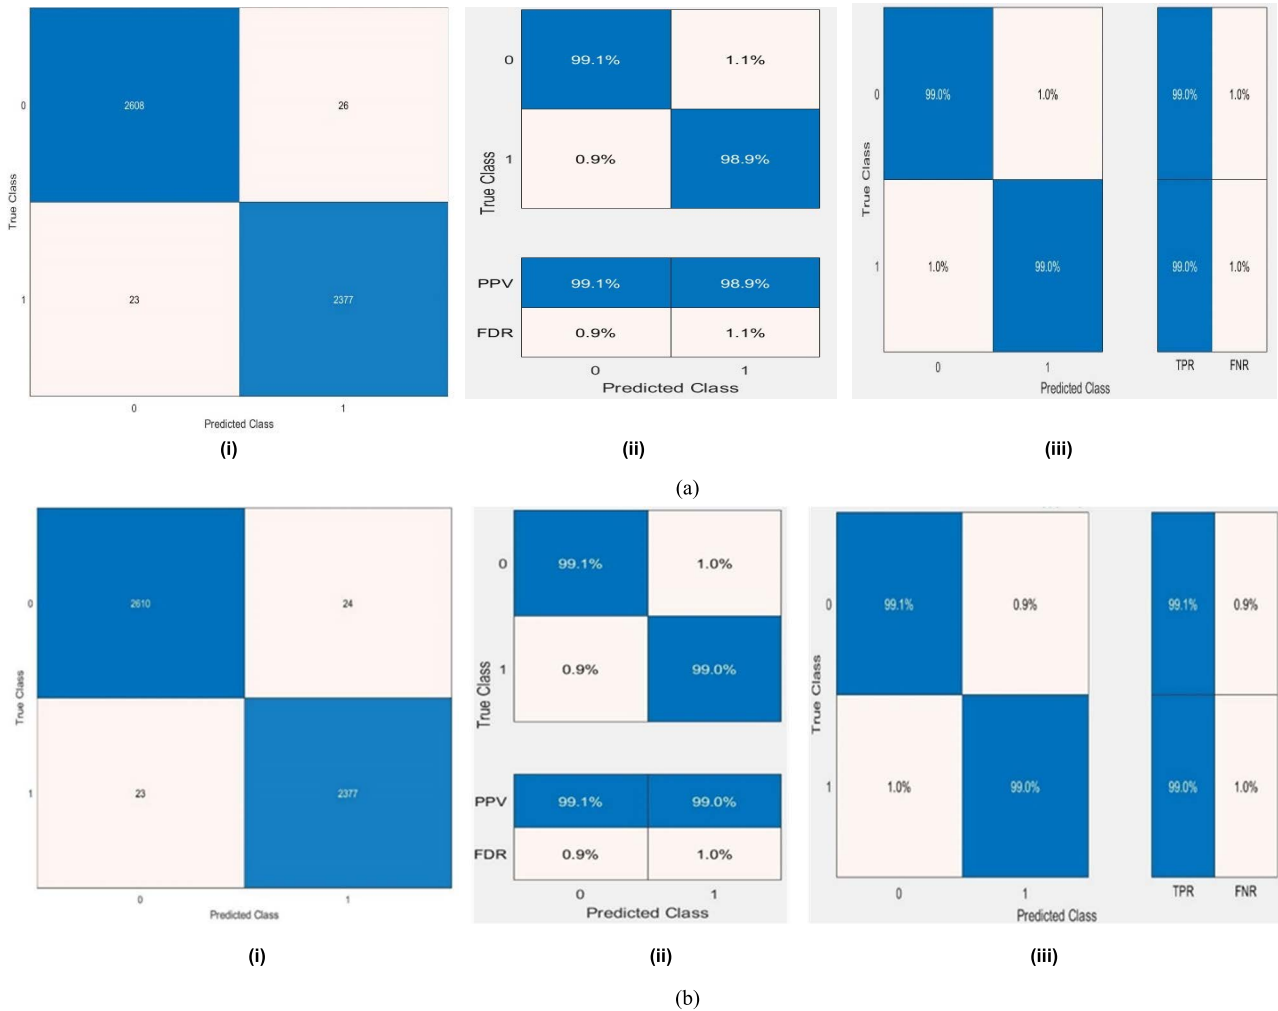 0
2608
26
1
23
2377
True Class
0
1
Predicted Class
(i)
0
99.1%
1.1%
1
0.9%
98.9%
True Class
PPV
99.1%
98.9%
FDR
0.9%
1.1%
0
1
Predicted Class
(ii)
0
99.0%
1.0%
99.0%
1.0%
1
1.0%
99.0%
99.0%
1.0%
True Class
0
1
TPR
FNR
Predicted Class
(iii)
(a)
0
2610
24
1
23
2377
True Class
0
1
Predicted Class
(i)
0
99.1%
1.0%
1
0.9%
99.0%
True Class
PPV
99.1%
99.0%
FDR
0.9%
1.0%
0
1
Predicted Class
(ii)
0
99.1%
0.9%
99.1%
0.9%
1
1.0%
99.0%
99.0%
1.0%
True Class
0
1
TPR
FNR
Predicted Class
(iii)
(b)